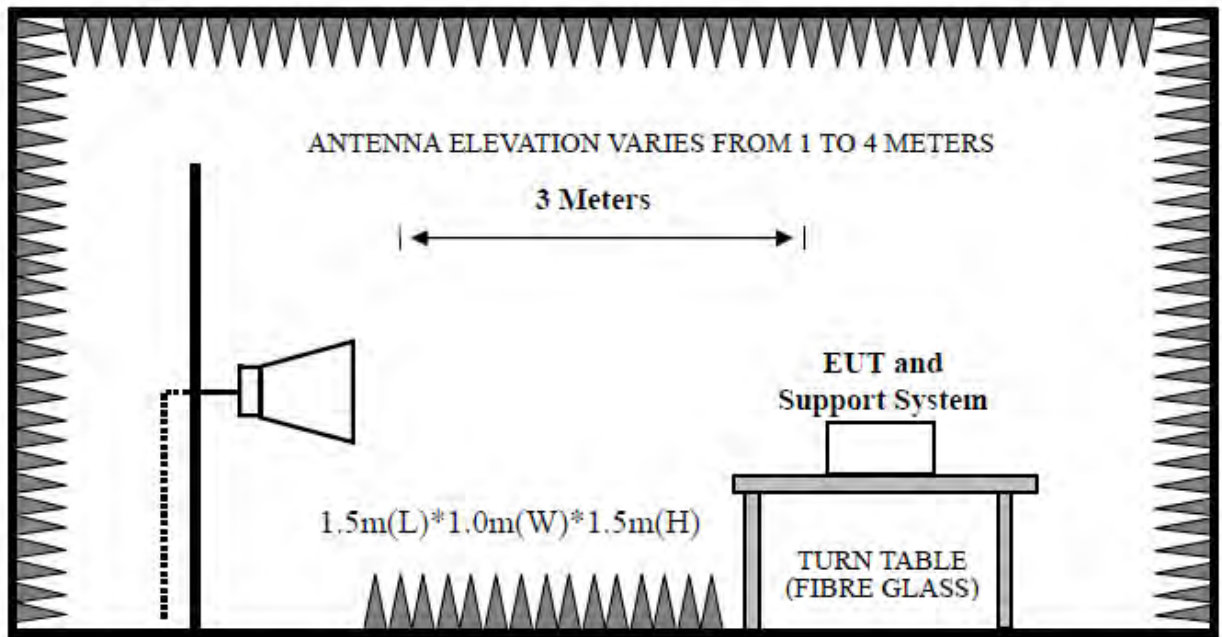 ANTENNA ELEVATION VARIES FROM 1 TO 4 METERS
3 Meters
EUT and
Support System
1.5m(L)*1.0m(W)*1.5m(H)
TURN TABLE
(FIBRE GLASS)